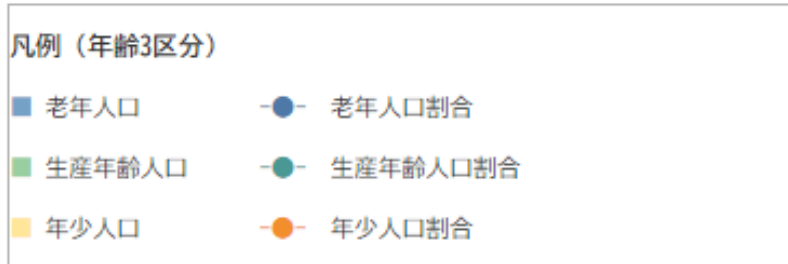 凡例（年齢3区分）
老年人口 老年人口割合
生産年齢人口 生産年齢人口割合
年少人口 年少人口割合